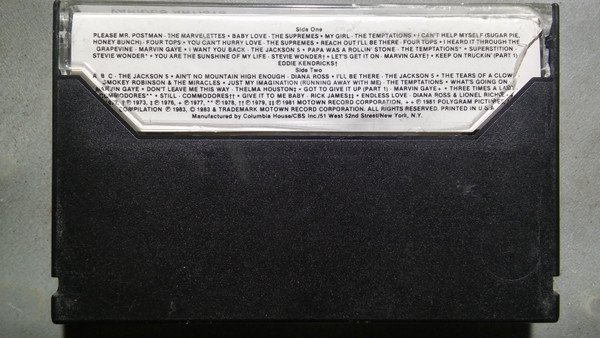 Side One
PLEASE MR. POSTMAN - THE MARVELETTES • BABY LOVE - THE SUPREMES • MY GIRL - THE TEMPTATIONS • I CAN'T HELP MYSELF (SUGAR PIE,
HONEY BUNCH) - FOUR TOPS • YOU CAN'T HURRY LOVE - THE SUPREMES • REACH OUT I'LL BE THERE - FOUR TOPS • I HEARD IT THROUGH THE
GRAPEVINE - MARVIN GAYE • I WANT YOU BACK - THE JACKSON 5 • PAPA WAS A ROLLIN' STONE - THE TEMPTATIONS* • SUPERSTITION -
STEVIE WONDER* • YOU ARE THE SUNSHINE OF MY LIFE - STEVIE WONDER† • LET'S GET IT ON - MARVIN GAYE† • KEEP ON TRUCKIN' (PART 1)
EDDIE KENDRICKS†
Side Two
A B C - THE JACKSON 5 • AIN'T NO MOUNTAIN HIGH ENOUGH - DIANA ROSS • I'LL BE THERE - THE JACKSON 5 • THE TEARS OF A CLOW
SMOKEY ROBINSON & THE MIRACLES • JUST MY IMAGINATION (RUNNING AWAY WITH ME) - THE TEMPTATIONS • WHAT'S GOING ON
MARVIN GAYE • DON'T LEAVE ME THIS WAY - THELMA HOUSTON‡ • GOT TO GIVE IT UP (PART 1) - MARVIN GAYE+ • THREE TIMES A LAD
COMMODORES** • STILL - COMMODORES†† • GIVE IT TO ME BABY - RICK JAMES‡‡ • ENDLESS LOVE - DIANA ROSS & LIONEL RICHIE
† ℗ 1973, ‡ ℗ 1976, + ℗ 1977, ** ℗ 1978, †† ℗ 1979, ‡‡ ℗ 1981 MOTOWN RECORD CORPORATION. ++ ℗ 1981 POLYGRAM PICTURES
COMPILATION ℗ 1983. © 1983 & TRADEMARK MOTOWN RECORD CORPORATION. ALL RIGHTS RESERVED. PRINTED IN U.S.A.
Manufactured by Columbia House/CBS Inc./51 West 52nd Street/New York, N.Y.